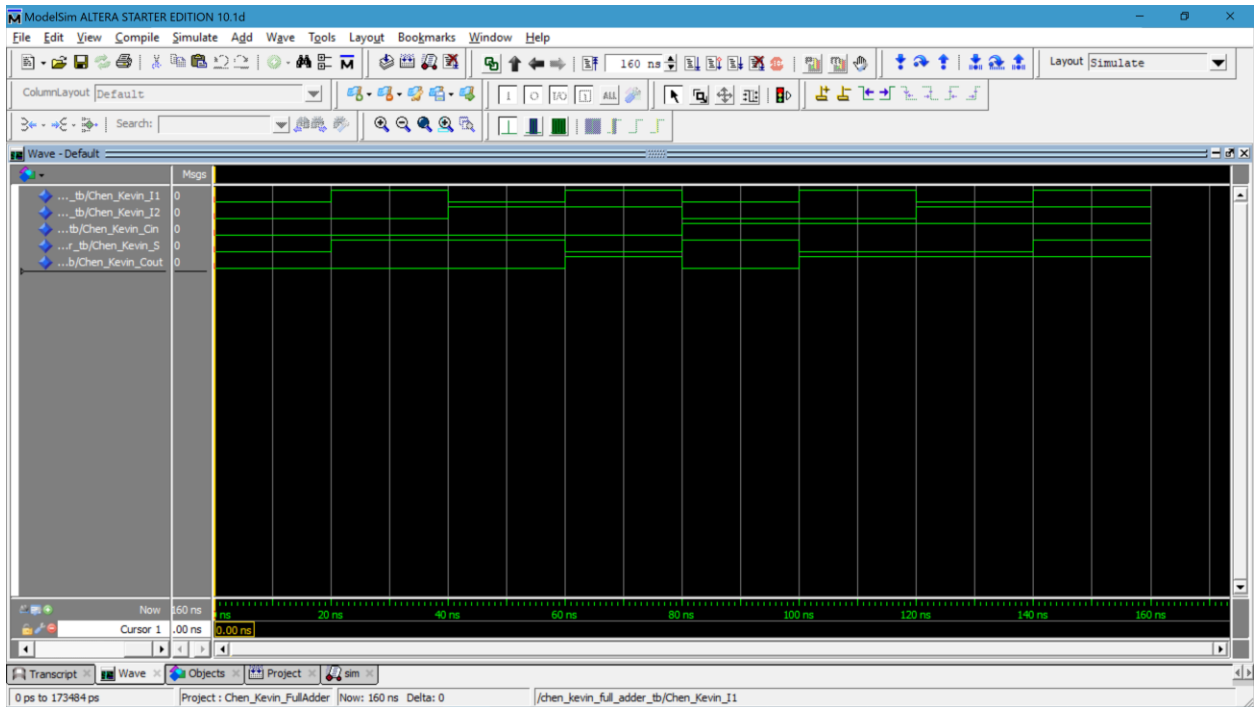 ModelSim ALTERA STARTER EDITION 10.1d
File Edit View Compile Simulate Add Wave Tools Layout Bookmarks Window Help
160 ns ALL Layout Simulate
ColumnLayout Default I O I/O ALL
Search:
Wave - Default
Msgs
..._tb/Chen_Kevin_I1 0
..._tb/Chen_Kevin_I2 0
...tb/Chen_Kevin_Cin 0
...r_tb/Chen_Kevin_S 0
...b/Chen_Kevin_Cout 0
Now 160 ns ns 20 ns 40 ns 60 ns 80 ns 100 ns 120 ns 140 ns 160 ns
Cursor 1 .00 ns 0.00 ns
Transcript Wave Objects Project sim
0 ps to 173484 ps Project : Chen_Kevin_FullAdder Now: 160 ns Delta: 0 /chen_kevin_full_adder_tb/Chen_Kevin_I1